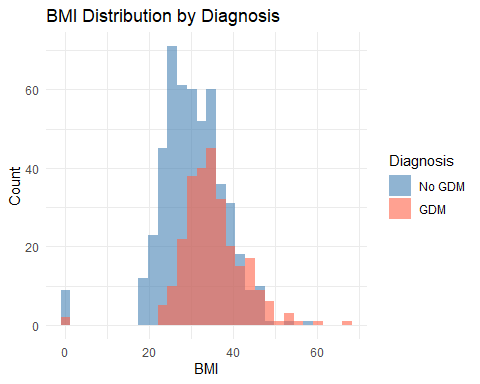 BMI Distribution by Diagnosis
Count
60
40
20
0
0 20 40 60
BMI
Diagnosis
No GDM
GDM